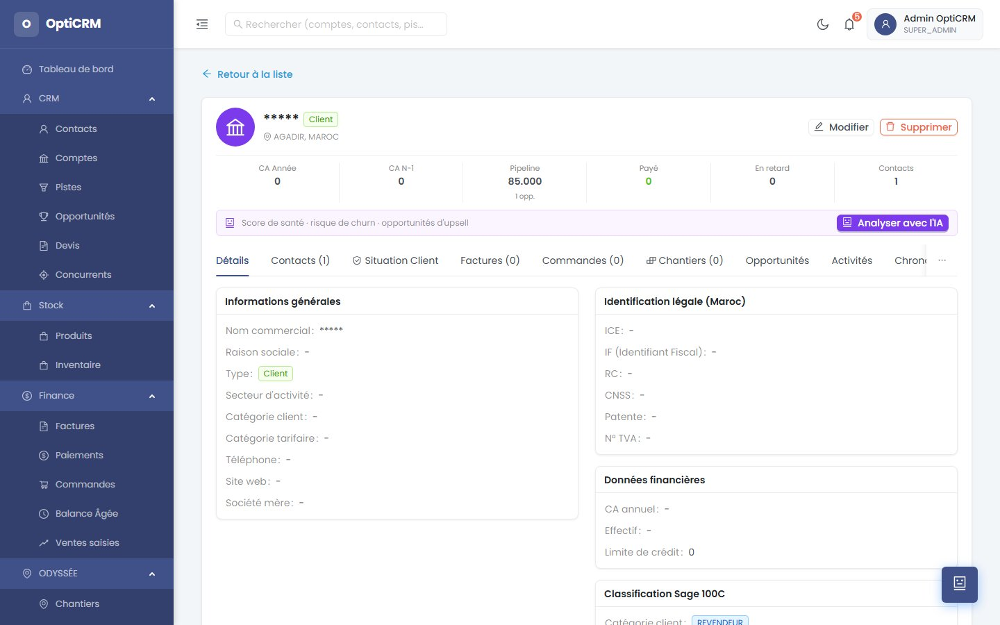 O OptiCRM
Rechercher (comptes, contacts, pis...
5
Admin OptiCRM
SUPER_ADMIN
Tableau de bord
CRM
Contacts
Comptes
Pistes
Opportunités
Devis
Concurrents
Stock
Produits
Inventaire
Finance
Factures
Paiements
Commandes
Balance Âgée
Ventes saisies
ODYSSÉE
Chantiers
Retour à la liste
***** Client
AGADIR, MAROC
Modifier
Supprimer
CA Année
0
CA N-1
0
Pipeline
85.000
1 opp.
Payé
0
En retard
0
Contacts
1
Score de santé · risque de churn · opportunités d'upsell
Analyser avec l'IA
Détails Contacts (1) Situation Client Factures (0) Commandes (0) Chantiers (0) Opportunités Activités Chrono ...
Informations générales
Nom commercial : *****
Raison sociale : -
Type : Client
Secteur d'activité : -
Catégorie client : -
Catégorie tarifaire : -
Téléphone : -
Site web : -
Société mère : -
Identification légale (Maroc)
ICE : -
IF (Identifiant Fiscal) : -
RC : -
CNSS : -
Patente : -
N° TVA : -
Données financières
CA annuel : -
Effectif : -
Limite de crédit : 0
Classification Sage 100C
Catégorie client : REVENDEUR